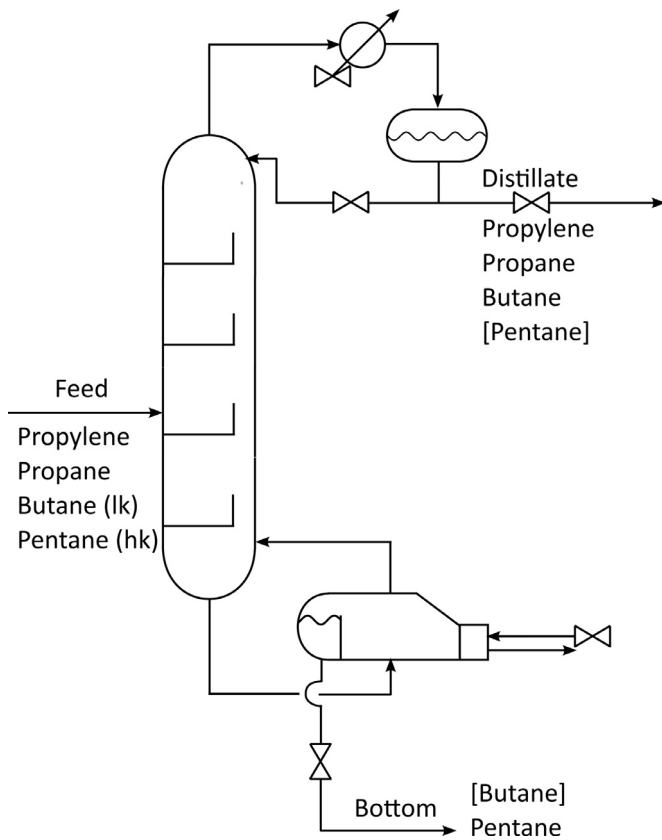 Distillate
Propylene
Propane
Butane
[Pentane]
Feed
Propylene
Propane
Butane (lk)
Pentane (hk)
Bottom
[Butane]
Pentane